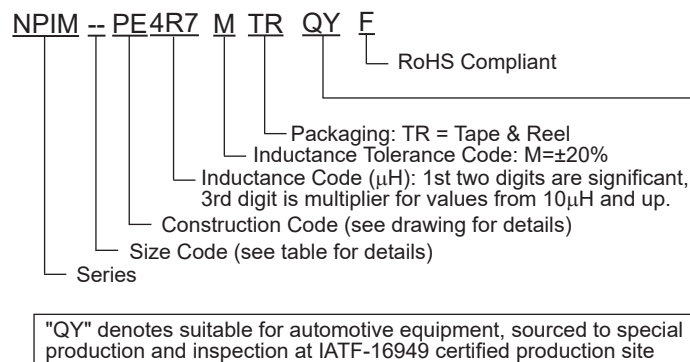 NPIM -- PE4R7 M TR QY F
RoHS Compliant
Packaging: TR = Tape & Reel
Inductance Tolerance Code: M=±20%
Inductance Code (μH): 1st two digits are significant,
3rd digit is multiplier for values from 10μH and up.
Construction Code (see drawing for details)
Size Code (see table for details)
Series
"QY" denotes suitable for automotive equipment, sourced to special
production and inspection at IATF-16949 certified production site